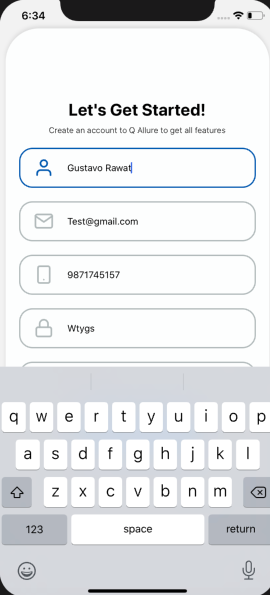 6:34
Let's Get Started!
Create an account to Q Allure to get all features
Gustavo Rawat
Test@gmail.com
9871745157
Wtygs
q w e r t y u i o p
a s d f g h j k l
z x c v b n m
123 space return